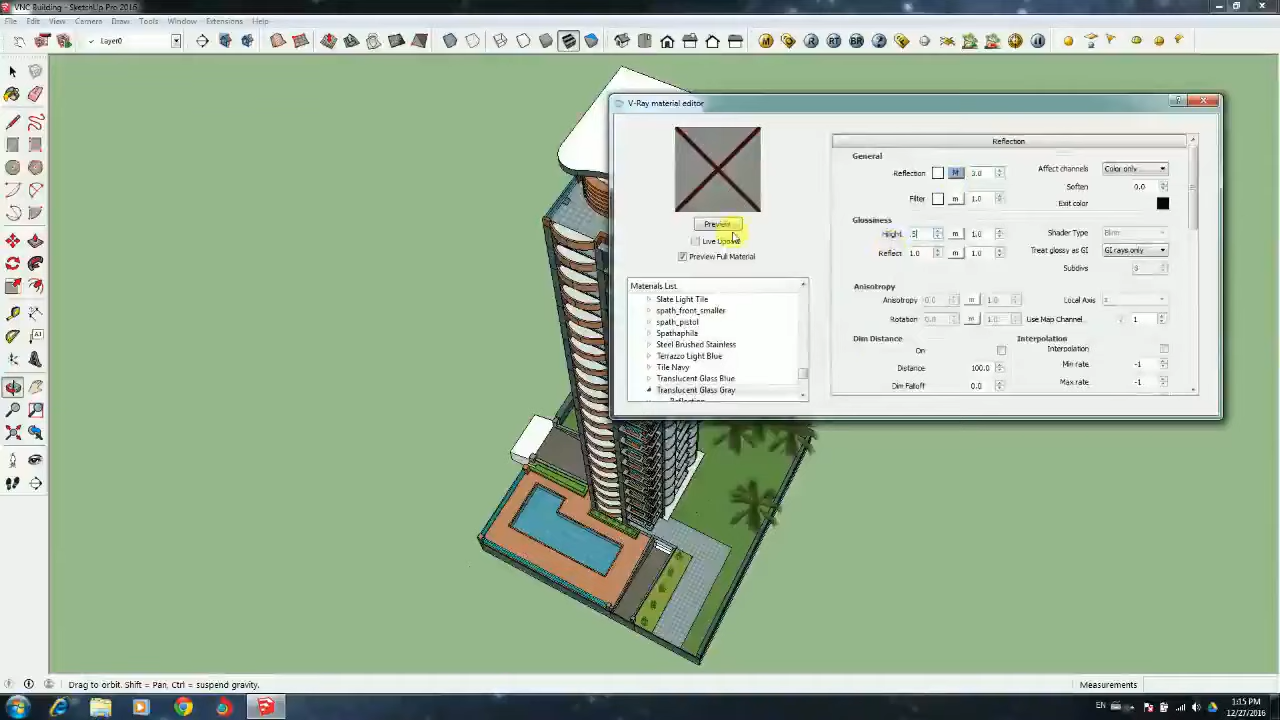 VNC Building - SketchUp Pro 2016
File Edit View Camera Draw Tools Window Extensions Help
Layer0
V-Ray material editor
Preview
Live Update
Preview Full Material
Materials List.
Slate Light Tile
spath_front_smaller
spath_pistol
Spathaphila
Steel Brushed Stainless
Terrazzo Light Blue
Tile Navy
Translucent Glass Blue
Translucent Glass Gray
Reflection
Reflection
General
Reflection M 3.0 Affect channels Color only
Soften 0.0
Filter m 1.0 Exit color
Glossiness
Hilight .5 m 1.0 Shader Type Blinn
Reflect 1.0 m 1.0 Treat glossy as GI GI rays only
Subdivs 8
Anisotropy
Anisotropy 0.0 m 1.0 Local Axis z
Rotation 0.0 m 1.0 Use Map Channel 1
Dim Distance Interpolation
On Interpolation
Distance 100.0 Min rate -1
Dim Falloff 0.0 Max rate -1
Drag to orbit. Shift = Pan, Ctrl = suspend gravity.
Measurements
EN 1:15 PM
12/27/2016